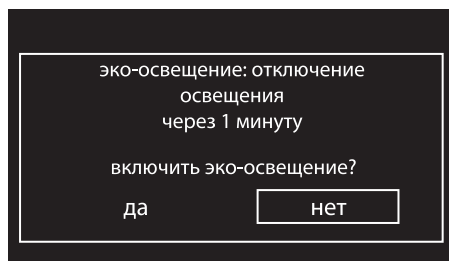 эко-освещение: отключение
освещения
через 1 минуту
включить эко-освещение?
да нет